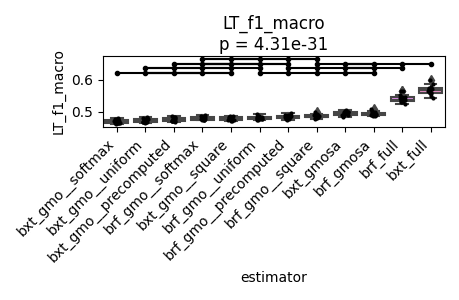 LT_f1_macro
p = 4.31e-31
LT_f1_macro
0.6
0.5
bxt_gmo__softmax
bxt_gmo__uniform
bxt_gmo__precomputed
brf_gmo__softmax
bxt_gmo__square
brf_gmo__uniform
brf_gmo__precomputed
brf_gmo__square
bxt_gmosa
brf_gmosa
brf_full
bxt_full
estimator